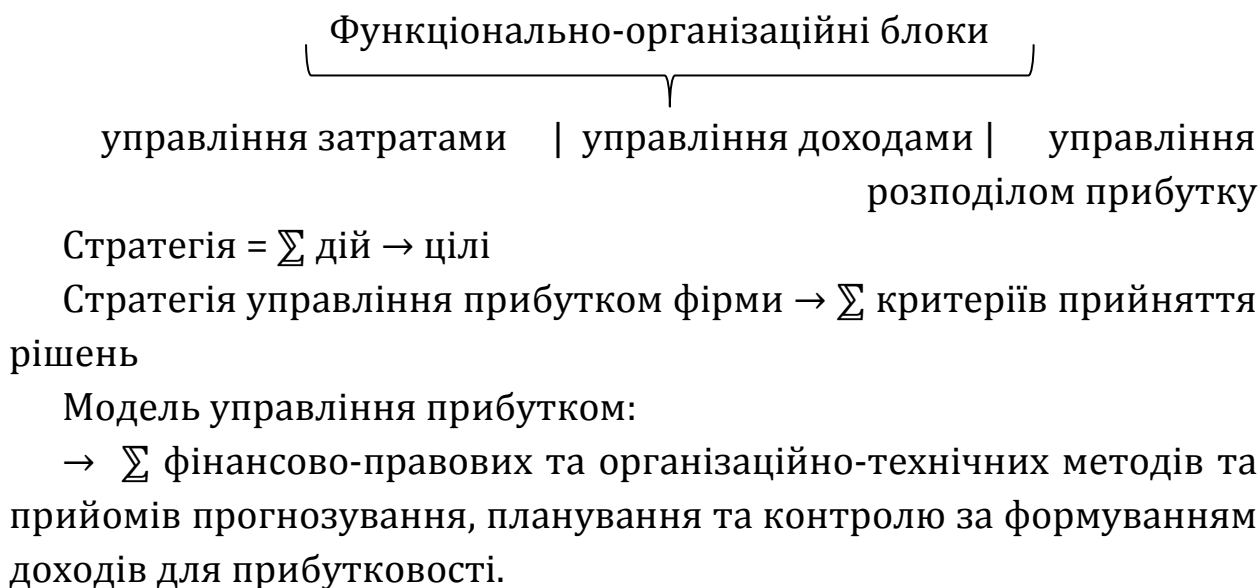 Функціонально-організаційні блоки
управління затратами | управління доходами | управління
розподілом прибутку
Стратегія = ⅀ дій → цілі
Стратегія управління прибутком фірми → ⅀ критеріїв прийняття
рішень
Модель управління прибутком:
→ ⅀ фінансово-правових та організаційно-технічних методів та
прийомів прогнозування, планування та контролю за формуванням
доходів для прибутковості.